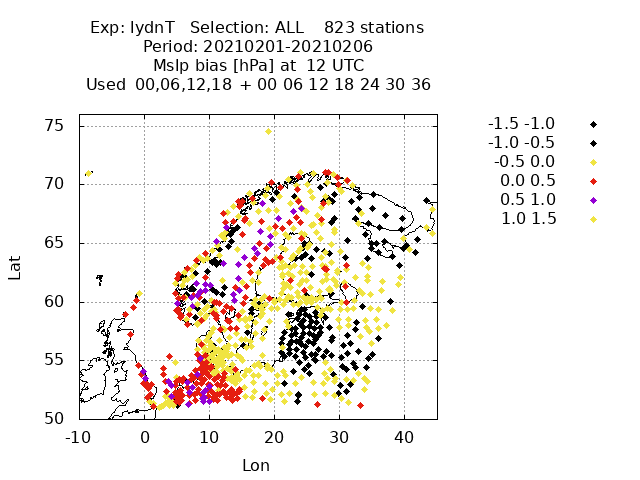 Exp: lydnT Selection: ALL 823 stations
Period: 20210201-20210206
Mslp bias [hPa] at 12 UTC
Used 00,06,12,18 + 00 06 12 18 24 30 36
75
70
65
60
55
50
-10 0 10 20 30 40
Lat
Lon
-1.5 -1.0
-1.0 -0.5
-0.5 0.0
0.0 0.5
0.5 1.0
1.0 1.5